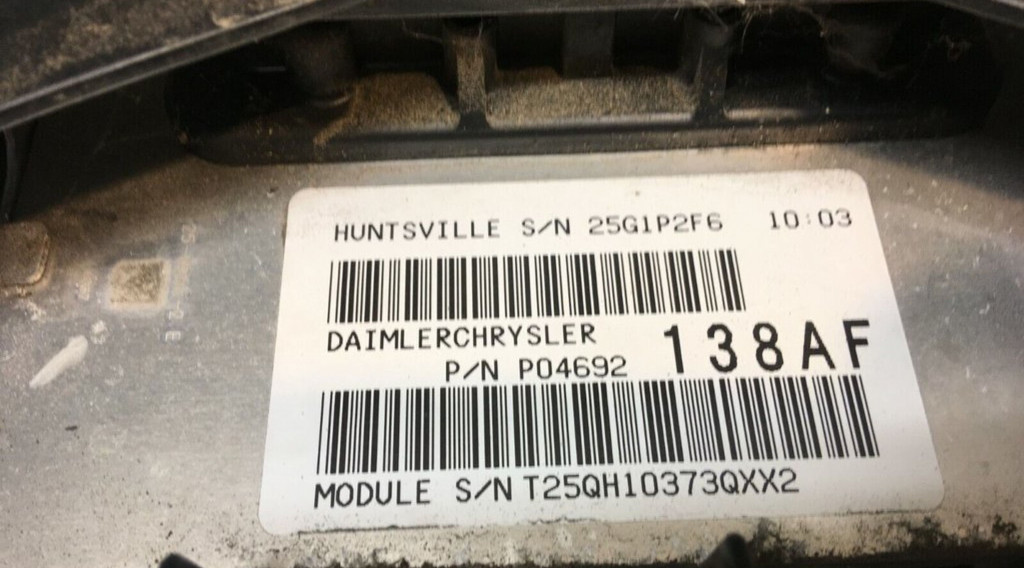 HUNTSVILLE S/N 25G1P2F6 10:03
DAIMLERCHRYSLER
P/N P04692 138AF
MODULE S/N T25QH10373QXX2